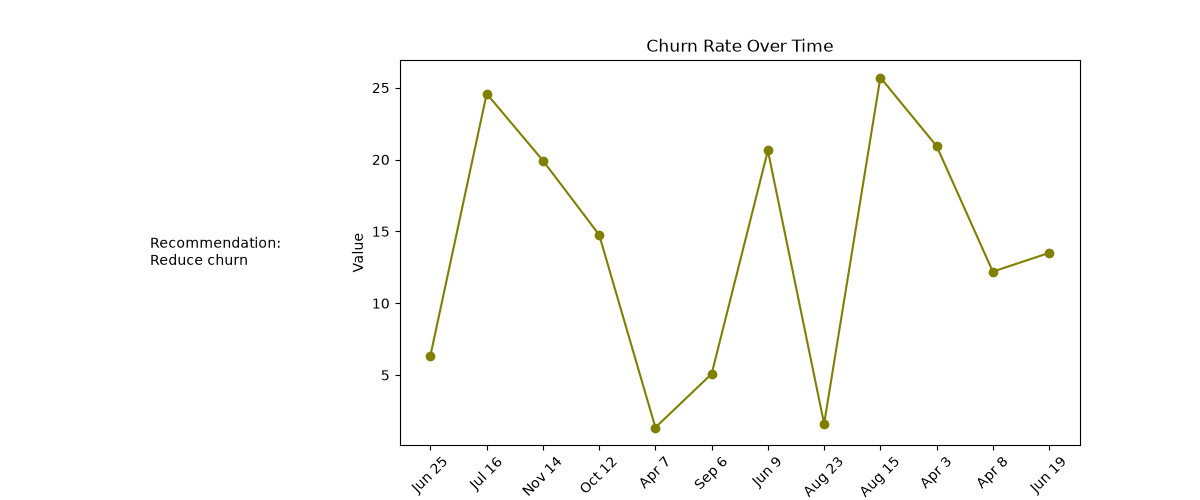 Churn Rate Over Time
Recommendation:
Reduce churn
Value
25
20
15
10
5
Jun 25
Jul 16
Nov 14
Oct 12
Apr 7
Sep 6
Jun 9
Aug 23
Aug 15
Apr 3
Apr 8
Jun 19